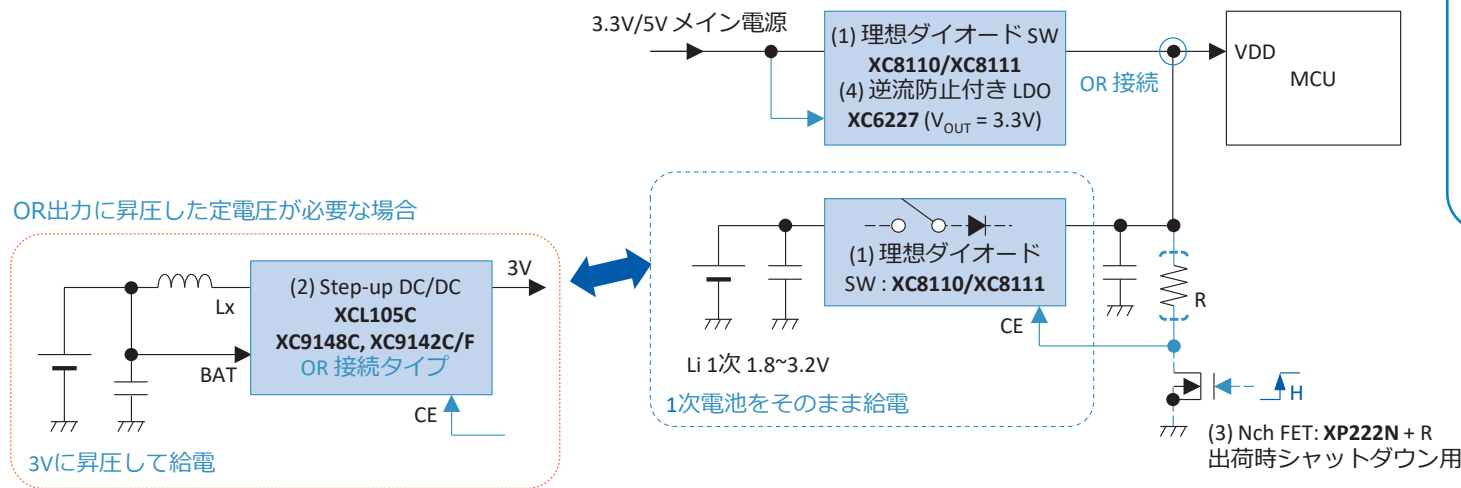 3.3V/5V メイン電源
(1) 理想ダイオード SW
XC8110/XC8111
(4) 逆流防止付き LDO
XC6227 (VOUT = 3.3V)
OR 接続
VDD
MCU
OR出力に昇圧した定電圧が必要な場合
Lx
BAT
(2) Step-up DC/DC
XCL105C
XC9148C, XC9142C/F
OR 接続タイプ
CE
3V
3Vに昇圧して給電
(1) 理想ダイオード
SW : XC8110/XC8111
CE
Li 1次 1.8~3.2V
1次電池をそのまま給電
R
H
(3) Nch FET: XP222N + R
出荷時シャットダウン用